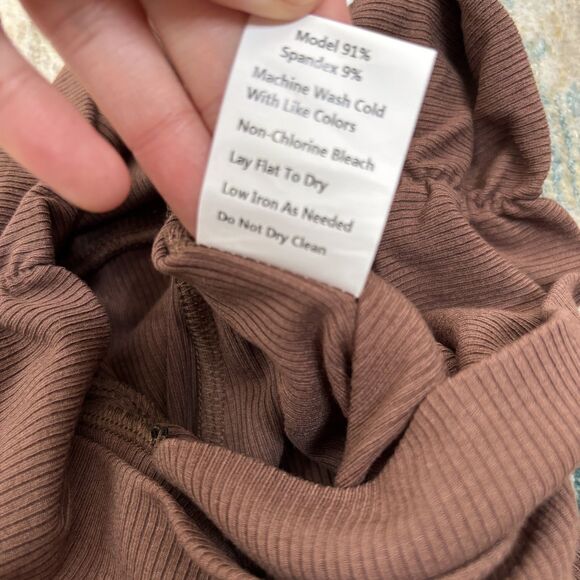 Model 91%
Spandex 9%
Machine Wash Cold
With Like Colors
Non-Chlorine Bleach
Lay Flat To Dry
Low Iron As Needed
Do Not Dry Clean